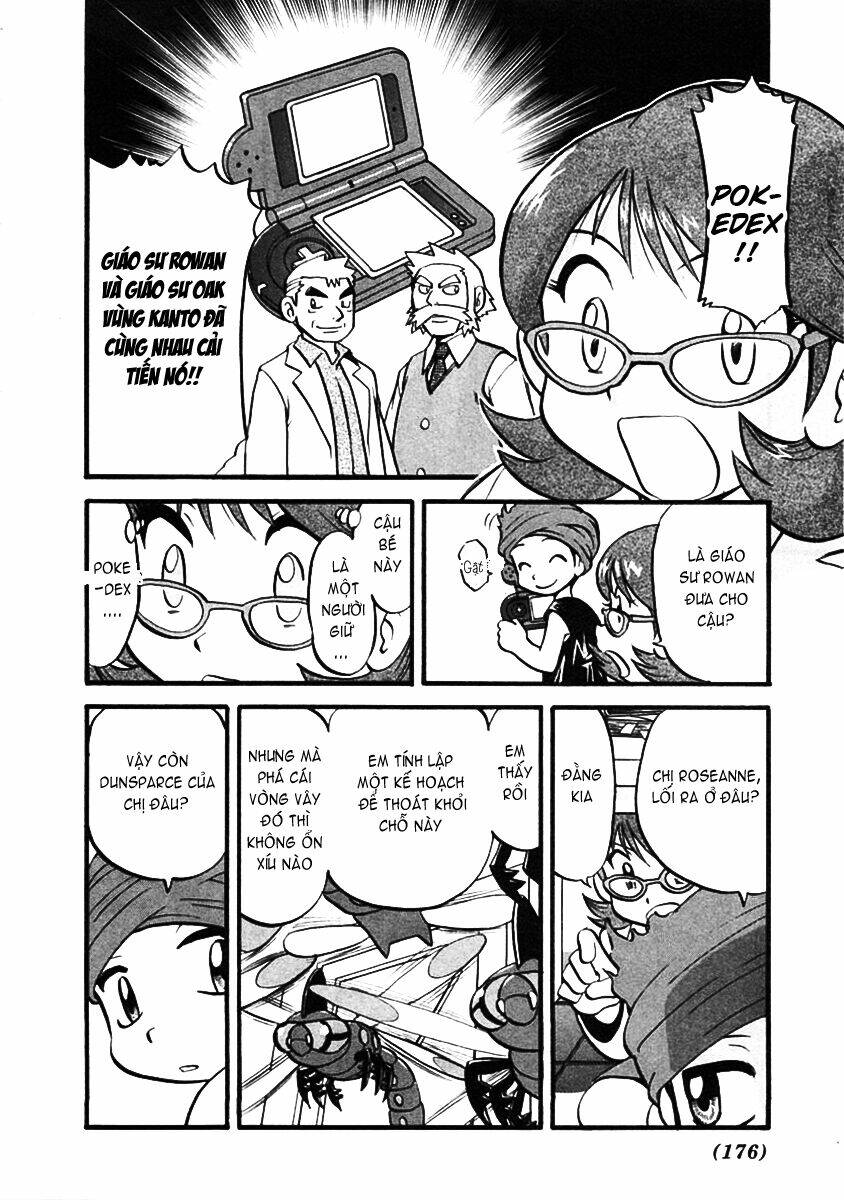 POK-
EDEX
!!
GIÁO SƯ ROWAN
VÀ GIÁO SƯ OAK
VÙNG KANTO ĐÃ
CÙNG NHAU CẢI
TIẾN NÓ!!
LÀ GIÁO
SƯ ROWAN
ĐƯA CHO
CẬU?
Gật
CẬU
BÉ
NÀY
LÀ
MỘT
NGƯỜI
GIỮ
...
POKE
-DEX
....
CHỊ ROSEANNE,
LỐI RA Ở ĐÂU?
ĐẰNG
KIA
EM
THẤY
RỒI
EM TÍNH LẬP
MỘT KẾ HOẠCH
ĐỂ THOÁT KHỎI
CHỖ NÀY
NHƯNG MÀ
PHÁ CÁI
VÒNG VÂY
ĐÓ THÌ
KHÔNG ỔN
XÍU NÀO
VẬY CÒN
DUNSPARCE CỦA
CHỊ ĐÂU?
(176)